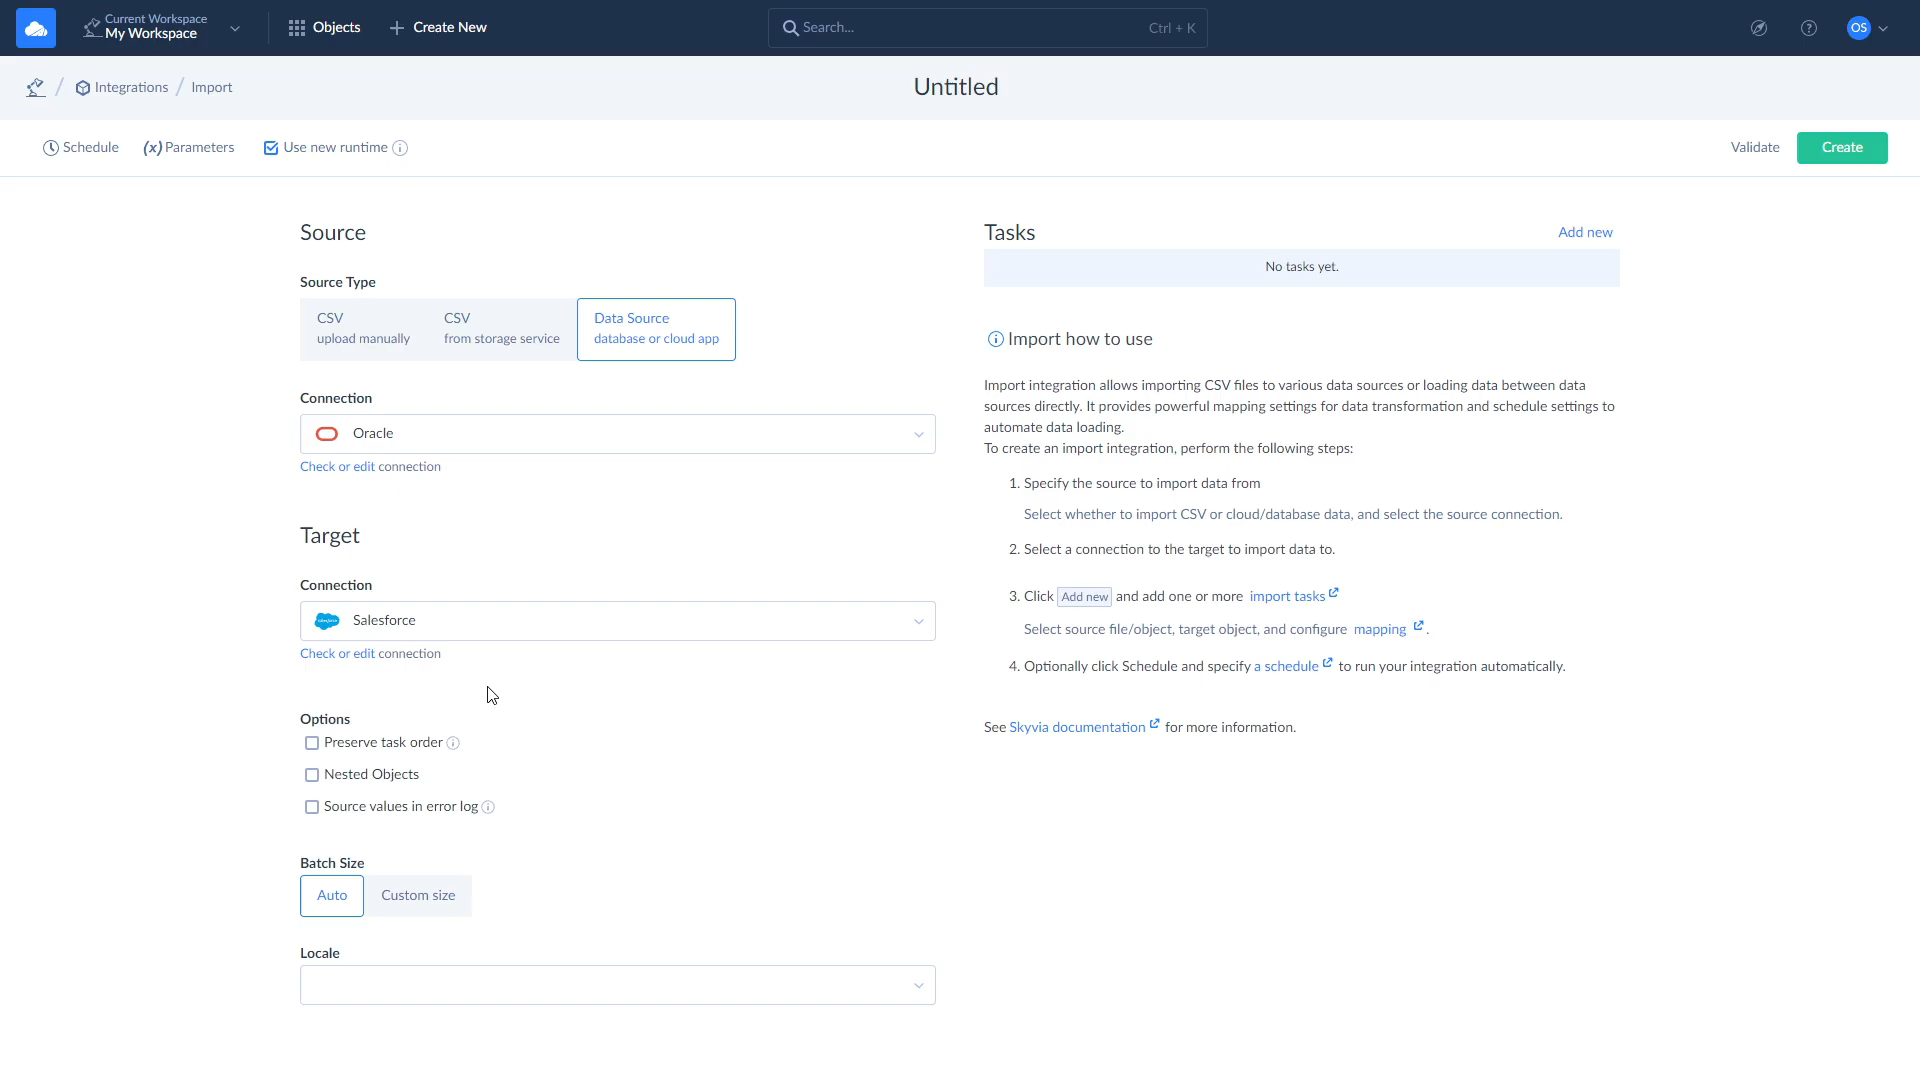 Current Workspace
My Workspace
Objects
Create New
Search...
Ctrl + K
OS
Integrations / Import
Untitled
Schedule
(x) Parameters
Use new runtime
Validate
Create
Source
Source Type
CSV
upload manually
CSV
from storage service
Data Source
database or cloud app
Connection
Oracle
Check or edit connection
Target
Connection
Salesforce
Check or edit connection
Options
Preserve task order
Nested Objects
Source values in error log
Batch Size
Auto
Custom size
Locale
Tasks
Add new
No tasks yet.
Import how to use
Import integration allows importing CSV files to various data sources or loading data between data
sources directly. It provides powerful mapping settings for data transformation and schedule settings to
automate data loading.
To create an import integration, perform the following steps:
1. Specify the source to import data from
Select whether to import CSV or cloud/database data, and select the source connection.
2. Select a connection to the target to import data to.
3. Click Add new and add one or more import tasks
Select source file/object, target object, and configure mapping .
4. Optionally click Schedule and specify a schedule to run your integration automatically.
See Skyvia documentation for more information.